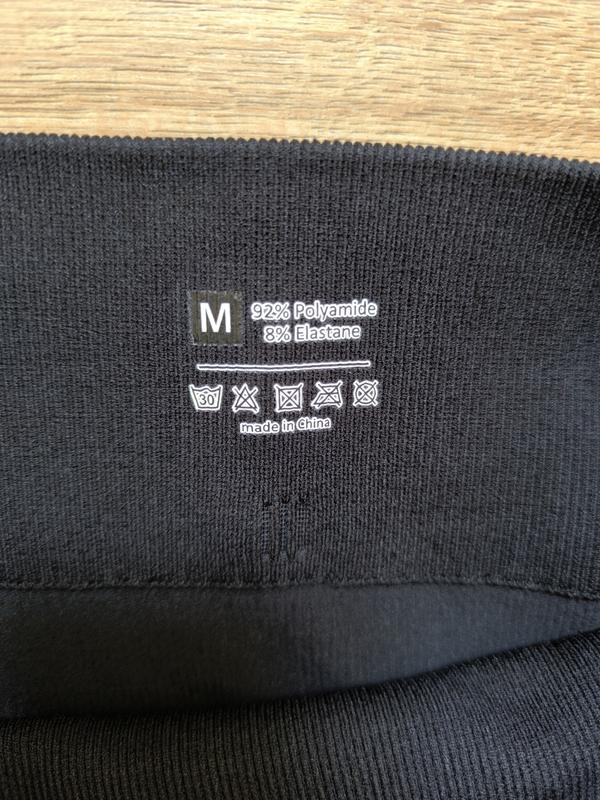 M
92% Polyamide
8% Elastane
30
made in China